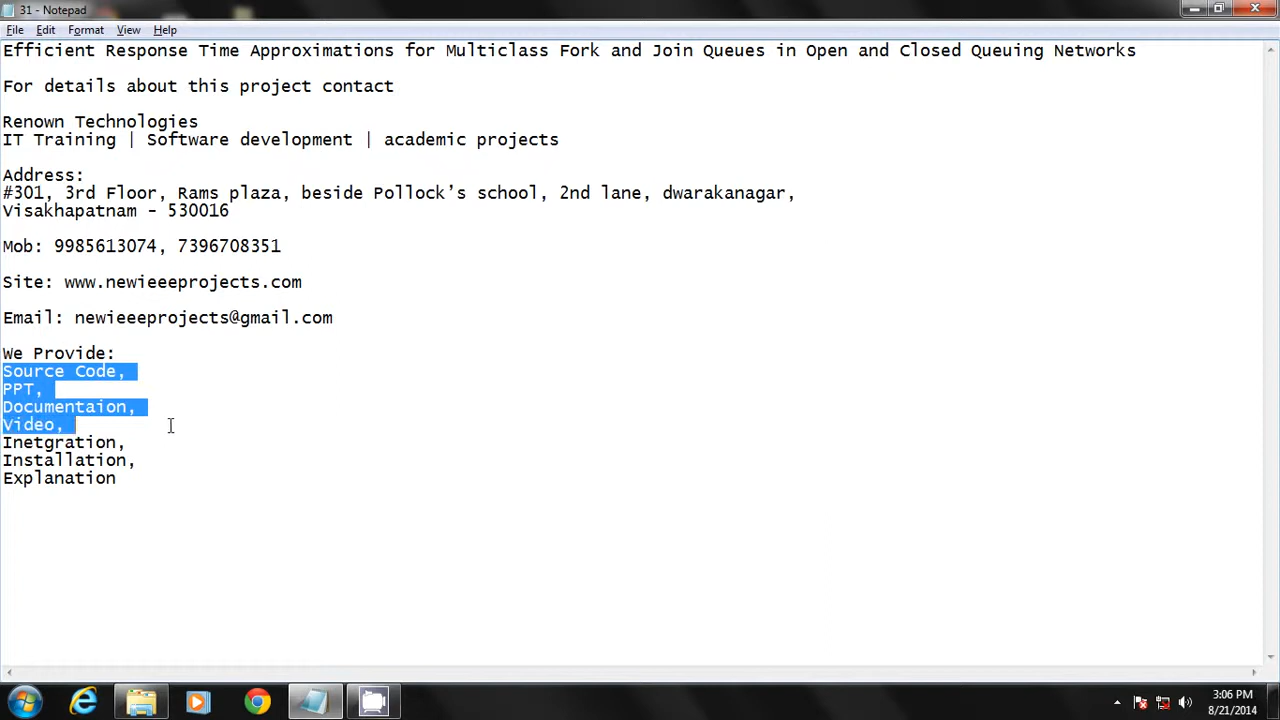 31 - Notepad
File Edit Format View Help
Efficient Response Time Approximations for Multiclass Fork and Join Queues in Open and Closed Queuing Networks
For details about this project contact
Renown Technologies
IT Training | Software development | academic projects
Address:
#301, 3rd Floor, Rams plaza, beside Pollock’s school, 2nd lane, dwarakanagar,
Visakhapatnam - 530016
Mob: 9985613074, 7396708351
Site: www.newieeeprojects.com
Email: newieeeprojects@gmail.com
We Provide:
Source Code,
PPT,
Documentaion,
Video,
Inetgration,
Installation,
Explanation
3:06 PM
8/21/2014